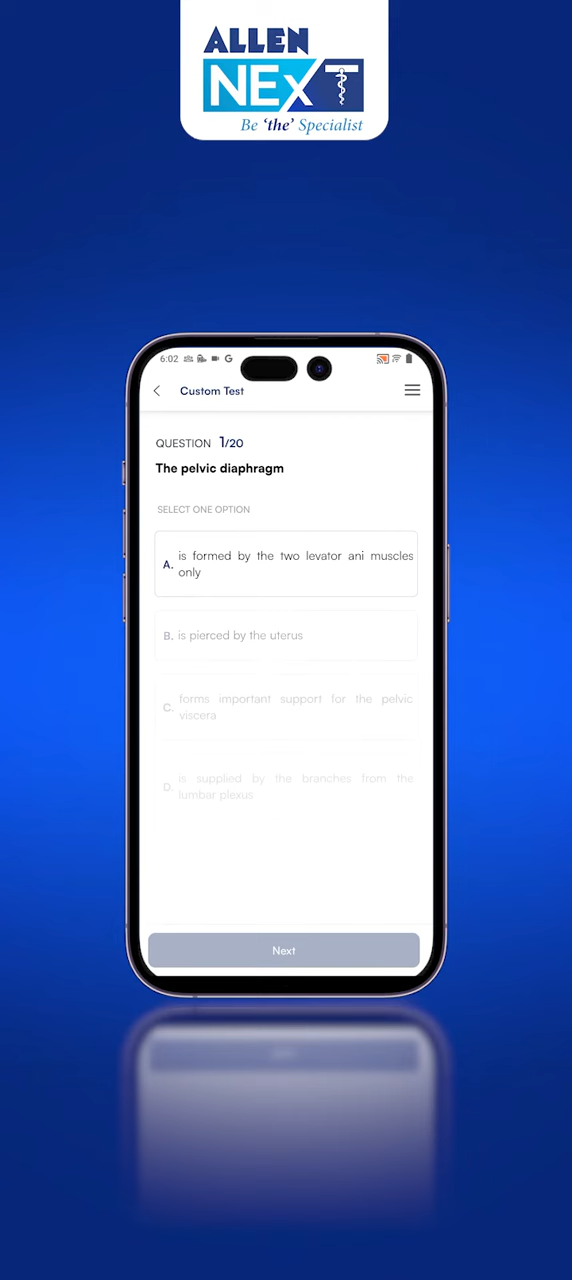 ALLEN
NEXT
Be 'the' Specialist
6:02
Custom Test
QUESTION 1/20
The pelvic diaphragm
SELECT ONE OPTION
A. is formed by the two levator ani muscles
only
B. is pierced by the uterus
C. forms important support for the pelvic
viscera
D. is supplied by the branches from the
lumbar plexus
Next